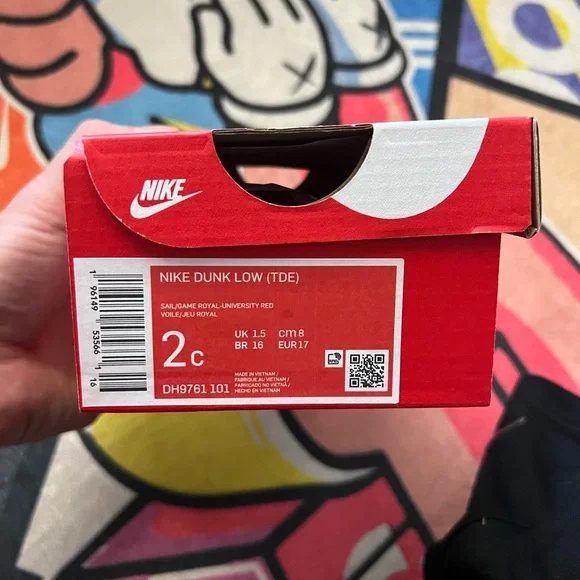 NIKE
NIKE DUNK LOW (TDE)
SAIL/GAME ROYAL-UNIVERSITY RED
VOILE/JEU ROYAL
2C
UK 1.5 CM 8
BR 16 EUR 17
MADE IN VIETNAM /
FABRIQUÉ AU VIETNAM /
FABRICADO NO VIETNÃ /
HECHO EN VIETNAM
DH9761 101
1 96149 53566 1 16